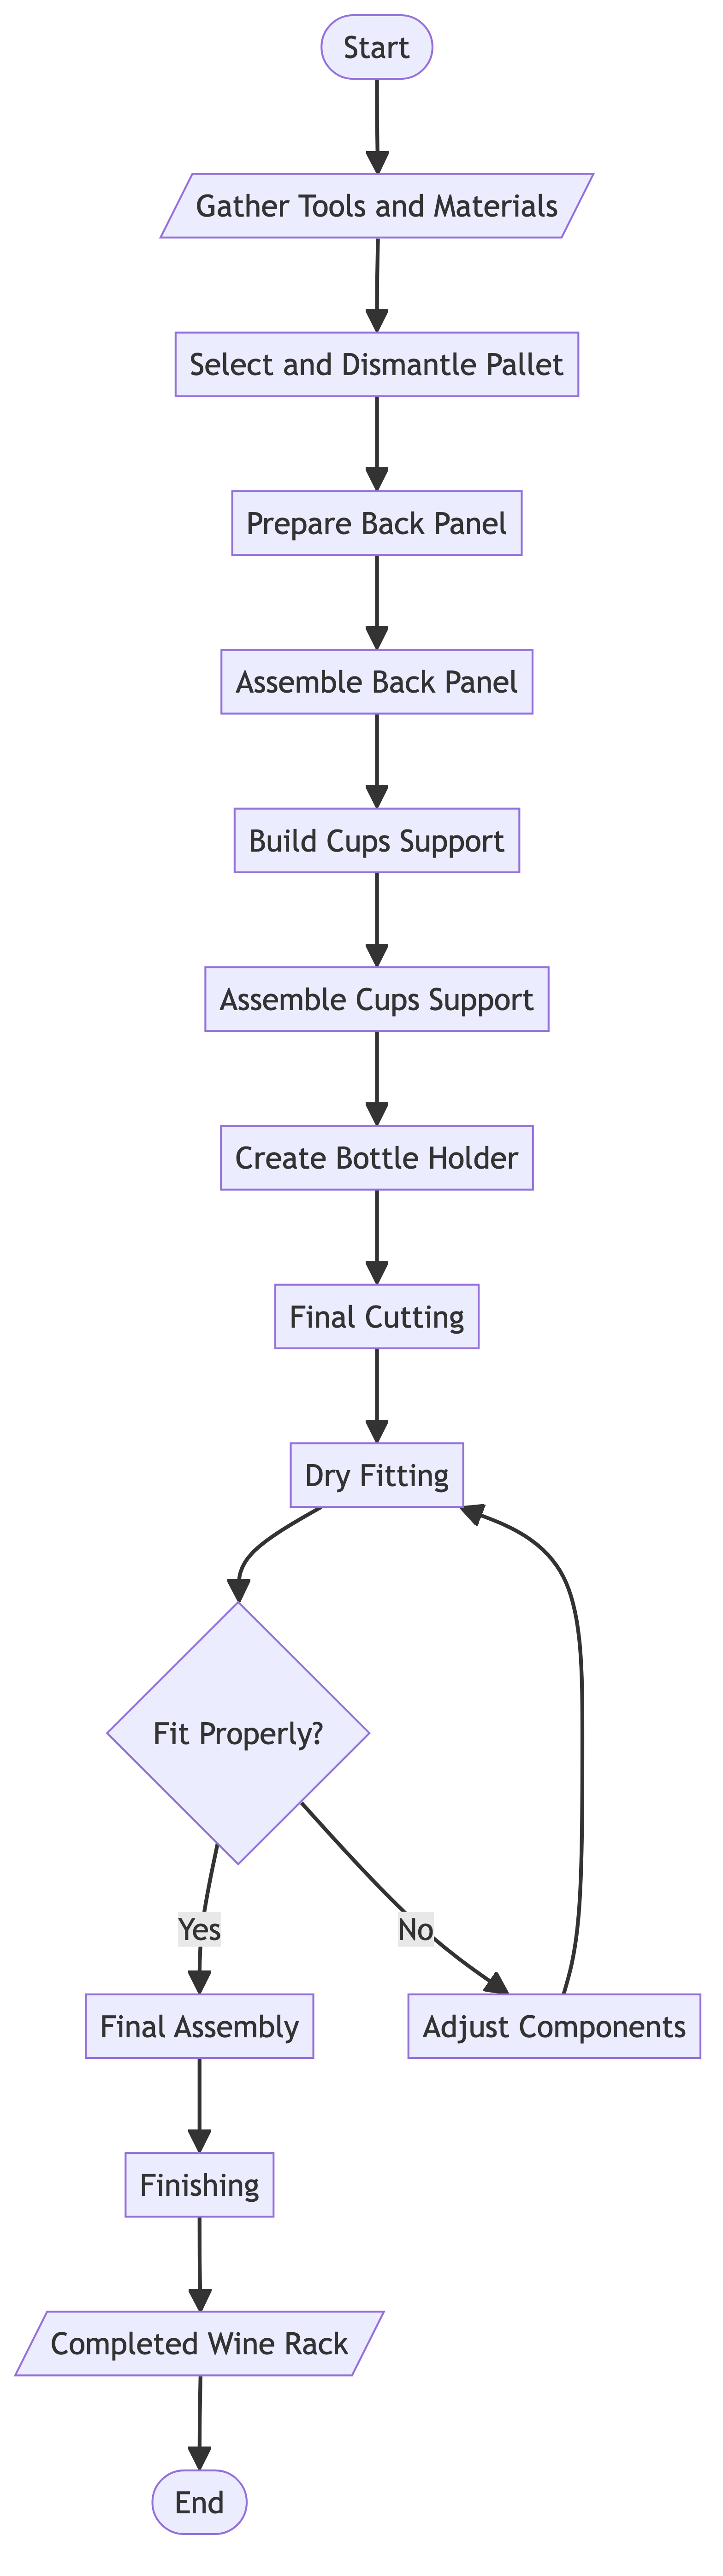 Start
Gather Tools and Materials
Select and Dismantle Pallet
Prepare Back Panel
Assemble Back Panel
Build Cups Support
Assemble Cups Support
Create Bottle Holder
Final Cutting
Dry Fitting
Fit Properly?
Yes
No
Final Assembly
Adjust Components
Finishing
Completed Wine Rack
End